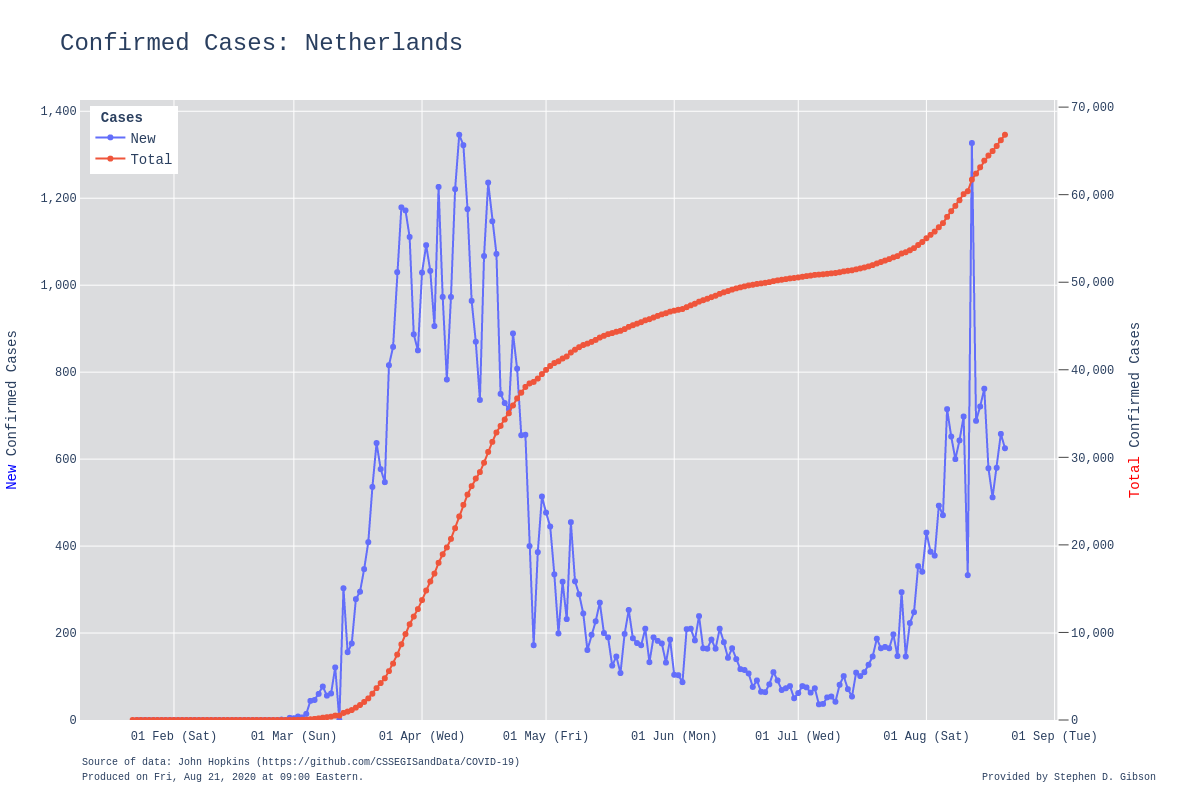 Confirmed Cases: Netherlands
Cases
New
Total
1,400
1,200
1,000
800
600
400
200
0
New Confirmed Cases
70,000
60,000
50,000
40,000
30,000
20,000
10,000
0
Total Confirmed Cases
01 Feb (Sat) 01 Mar (Sun) 01 Apr (Wed) 01 May (Fri) 01 Jun (Mon) 01 Jul (Wed) 01 Aug (Sat) 01 Sep (Tue)
Source of data: John Hopkins (https://github.com/CSSEGISandData/COVID-19)
Produced on Fri, Aug 21, 2020 at 09:00 Eastern.
Provided by Stephen D. Gibson